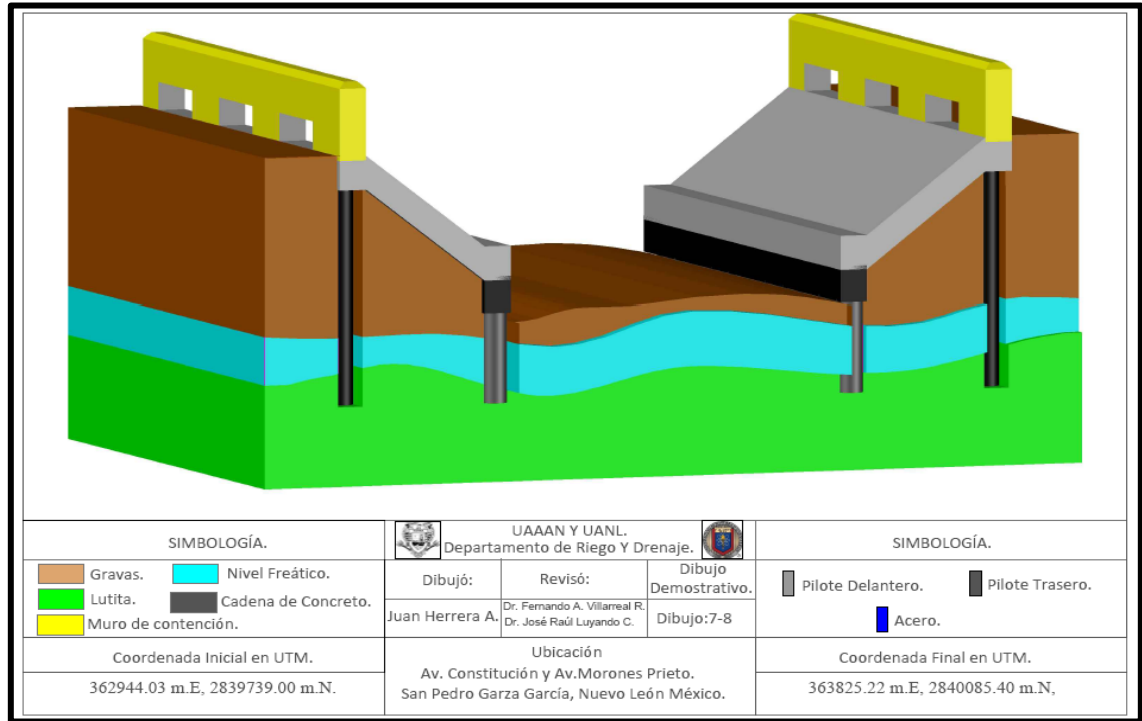 SIMBOLOGÍA.
Gravas.
Nivel Freático.
Lutita.
Cadena de Concreto.
Muro de contención.
Coordenada Inicial en UTM.
362944.03 m.E, 2839739.00 m.N.
UAAAN Y UANL.
Departamento de Riego Y Drenaje.
Dibujó:
Revisó:
Dibujo
Demostrativo.
Juan Herrera A.
Dr. Fernando A. Villarreal R.
Dr. José Raúl Luyando C.
Dibujo:7-8
Ubicación
Av. Constitución y Av.Morones Prieto.
San Pedro Garza García, Nuevo León México.
SIMBOLOGÍA.
Pilote Delantero.
Pilote Trasero.
Acero.
Coordenada Final en UTM.
363825.22 m.E, 2840085.40 m.N,